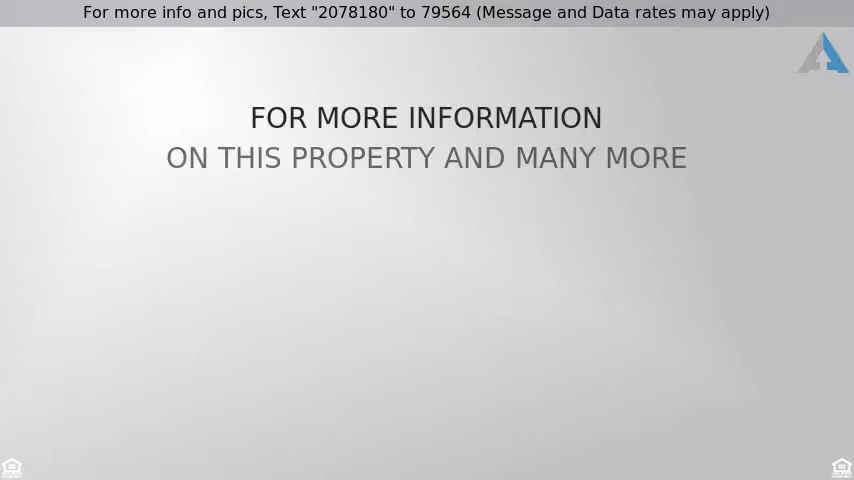 For more info and pics, Text "2078180" to 79564 (Message and Data rates may apply)
FOR MORE INFORMATION
ON THIS PROPERTY AND MANY MORE